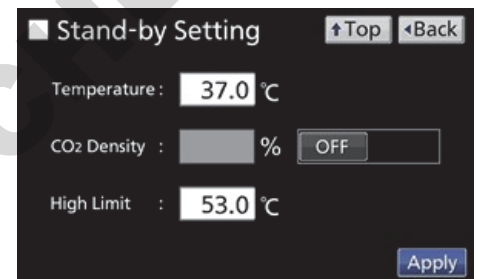 Stand-by Setting ↑Top ◂Back
Temperature : 37.0 ℃
CO2 Density : % OFF
High Limit : 53.0 ℃
Apply